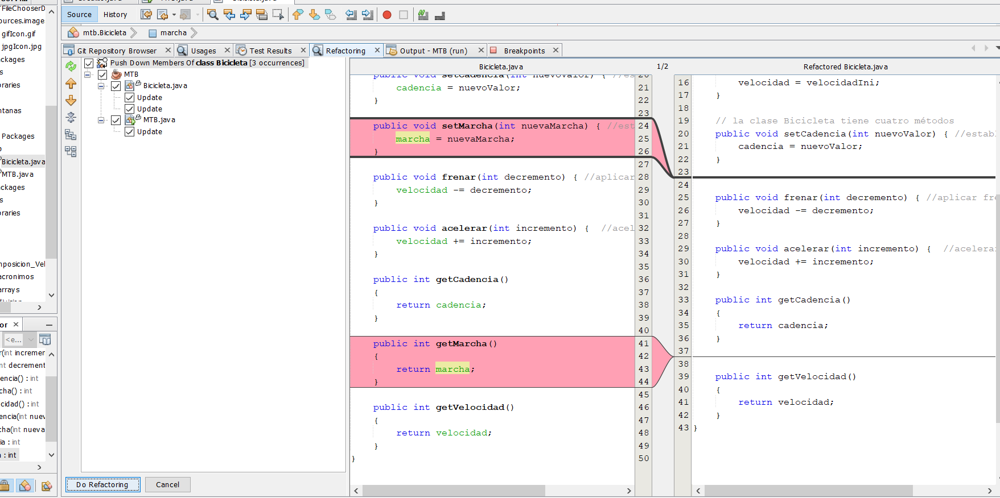 Source History
mtb.Bicicleta marcha
Git Repository Browser Usages Test Results Refactoring Output - MTB (run) Breakpoints
Push Down Members Of class Bicicleta [3 occurrences]
MTB
Bicicleta.java
Update
Update
MTB.java
Update
Do Refactoring Cancel
Bicicleta.java
public void setCadencia(int nuevoValor) { //es
21 cadencia = nuevoValor;
22 }
23
24 public void setMarcha(int nuevaMarcha) { //est
25 marcha = nuevaMarcha;
26 }
27
28 public void frenar(int decremento) { //aplicar
29 velocidad -= decremento;
30 }
31
32 public void acelerar(int incremento) { //acel
33 velocidad += incremento;
34 }
35
36 public int getCadencia()
37 {
38 return cadencia;
39 }
40
41 public int getMarcha()
42 {
43 return marcha;
44 }
45
46 public int getVelocidad()
47 {
48 return velocidad;
49 }
50 }
1/2
Refactored Bicicleta.java
16 velocidad = velocidadIni;
17 }
18
19 // la clase Bicicleta tiene cuatro métodos
20 public void setCadencia(int nuevoValor) { //establ
21 cadencia = nuevoValor;
22 }
23
24
25 public void frenar(int decremento) { //aplicar fre
26 velocidad -= decremento;
27 }
28
29 public void acelerar(int incremento) { //acelera
30 velocidad += incremento;
31 }
32
33 public int getCadencia()
34 {
35 return cadencia;
36 }
37
38
39 public int getVelocidad()
40 {
41 return velocidad;
42 }
43 }
FileChooserD
ources.images
gifIcon.gif
jpgIcon.jpg
ckages
s
raries
ntanas
Packages
Bicicleta.java
MTB.java
ckages
s
raries
nposicion_Vel
acronimos
arrays
or
<e...
r(int incremen
nt decrement
encia() : int
cha() : int
cidad() : int
encia(int nuev
cha(int nueva
ia : int
: int